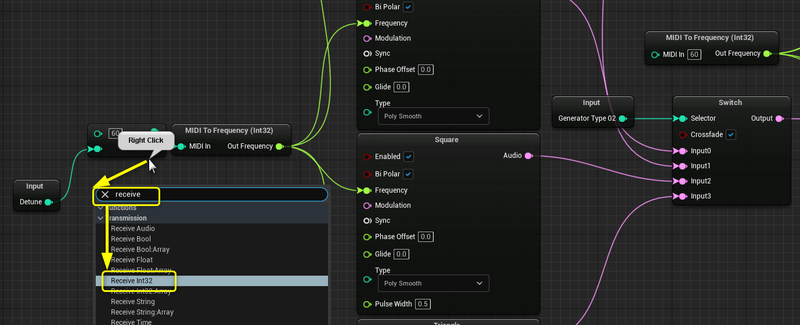 Bi Polar
Frequency
Modulation
Sync
Phase Offset 0.0
Glide 0.0
Type
Poly Smooth
MIDI To Frequency (Int32)
MIDI In 60 Out Frequency
Input
Generator Type 02
Switch
Selector Output
Crossfade
Input0
Input1
Input2
Input3
60
Right Click
MIDI To Frequency (Int32)
MIDI In Out Frequency
Input
Detune
Square
Enabled Audio
Bi Polar
Frequency
Modulation
Sync
Phase Offset 0.0
Glide 0.0
Type
Poly Smooth
Pulse Width 0.5
receive
Functions
Transmission
Receive Audio
Receive Bool
Receive Bool:Array
Receive Float
Receive Float:Array
Receive Int32
Receive Int32:Array
Receive String
Receive String:Array
Receive Time
Triangle